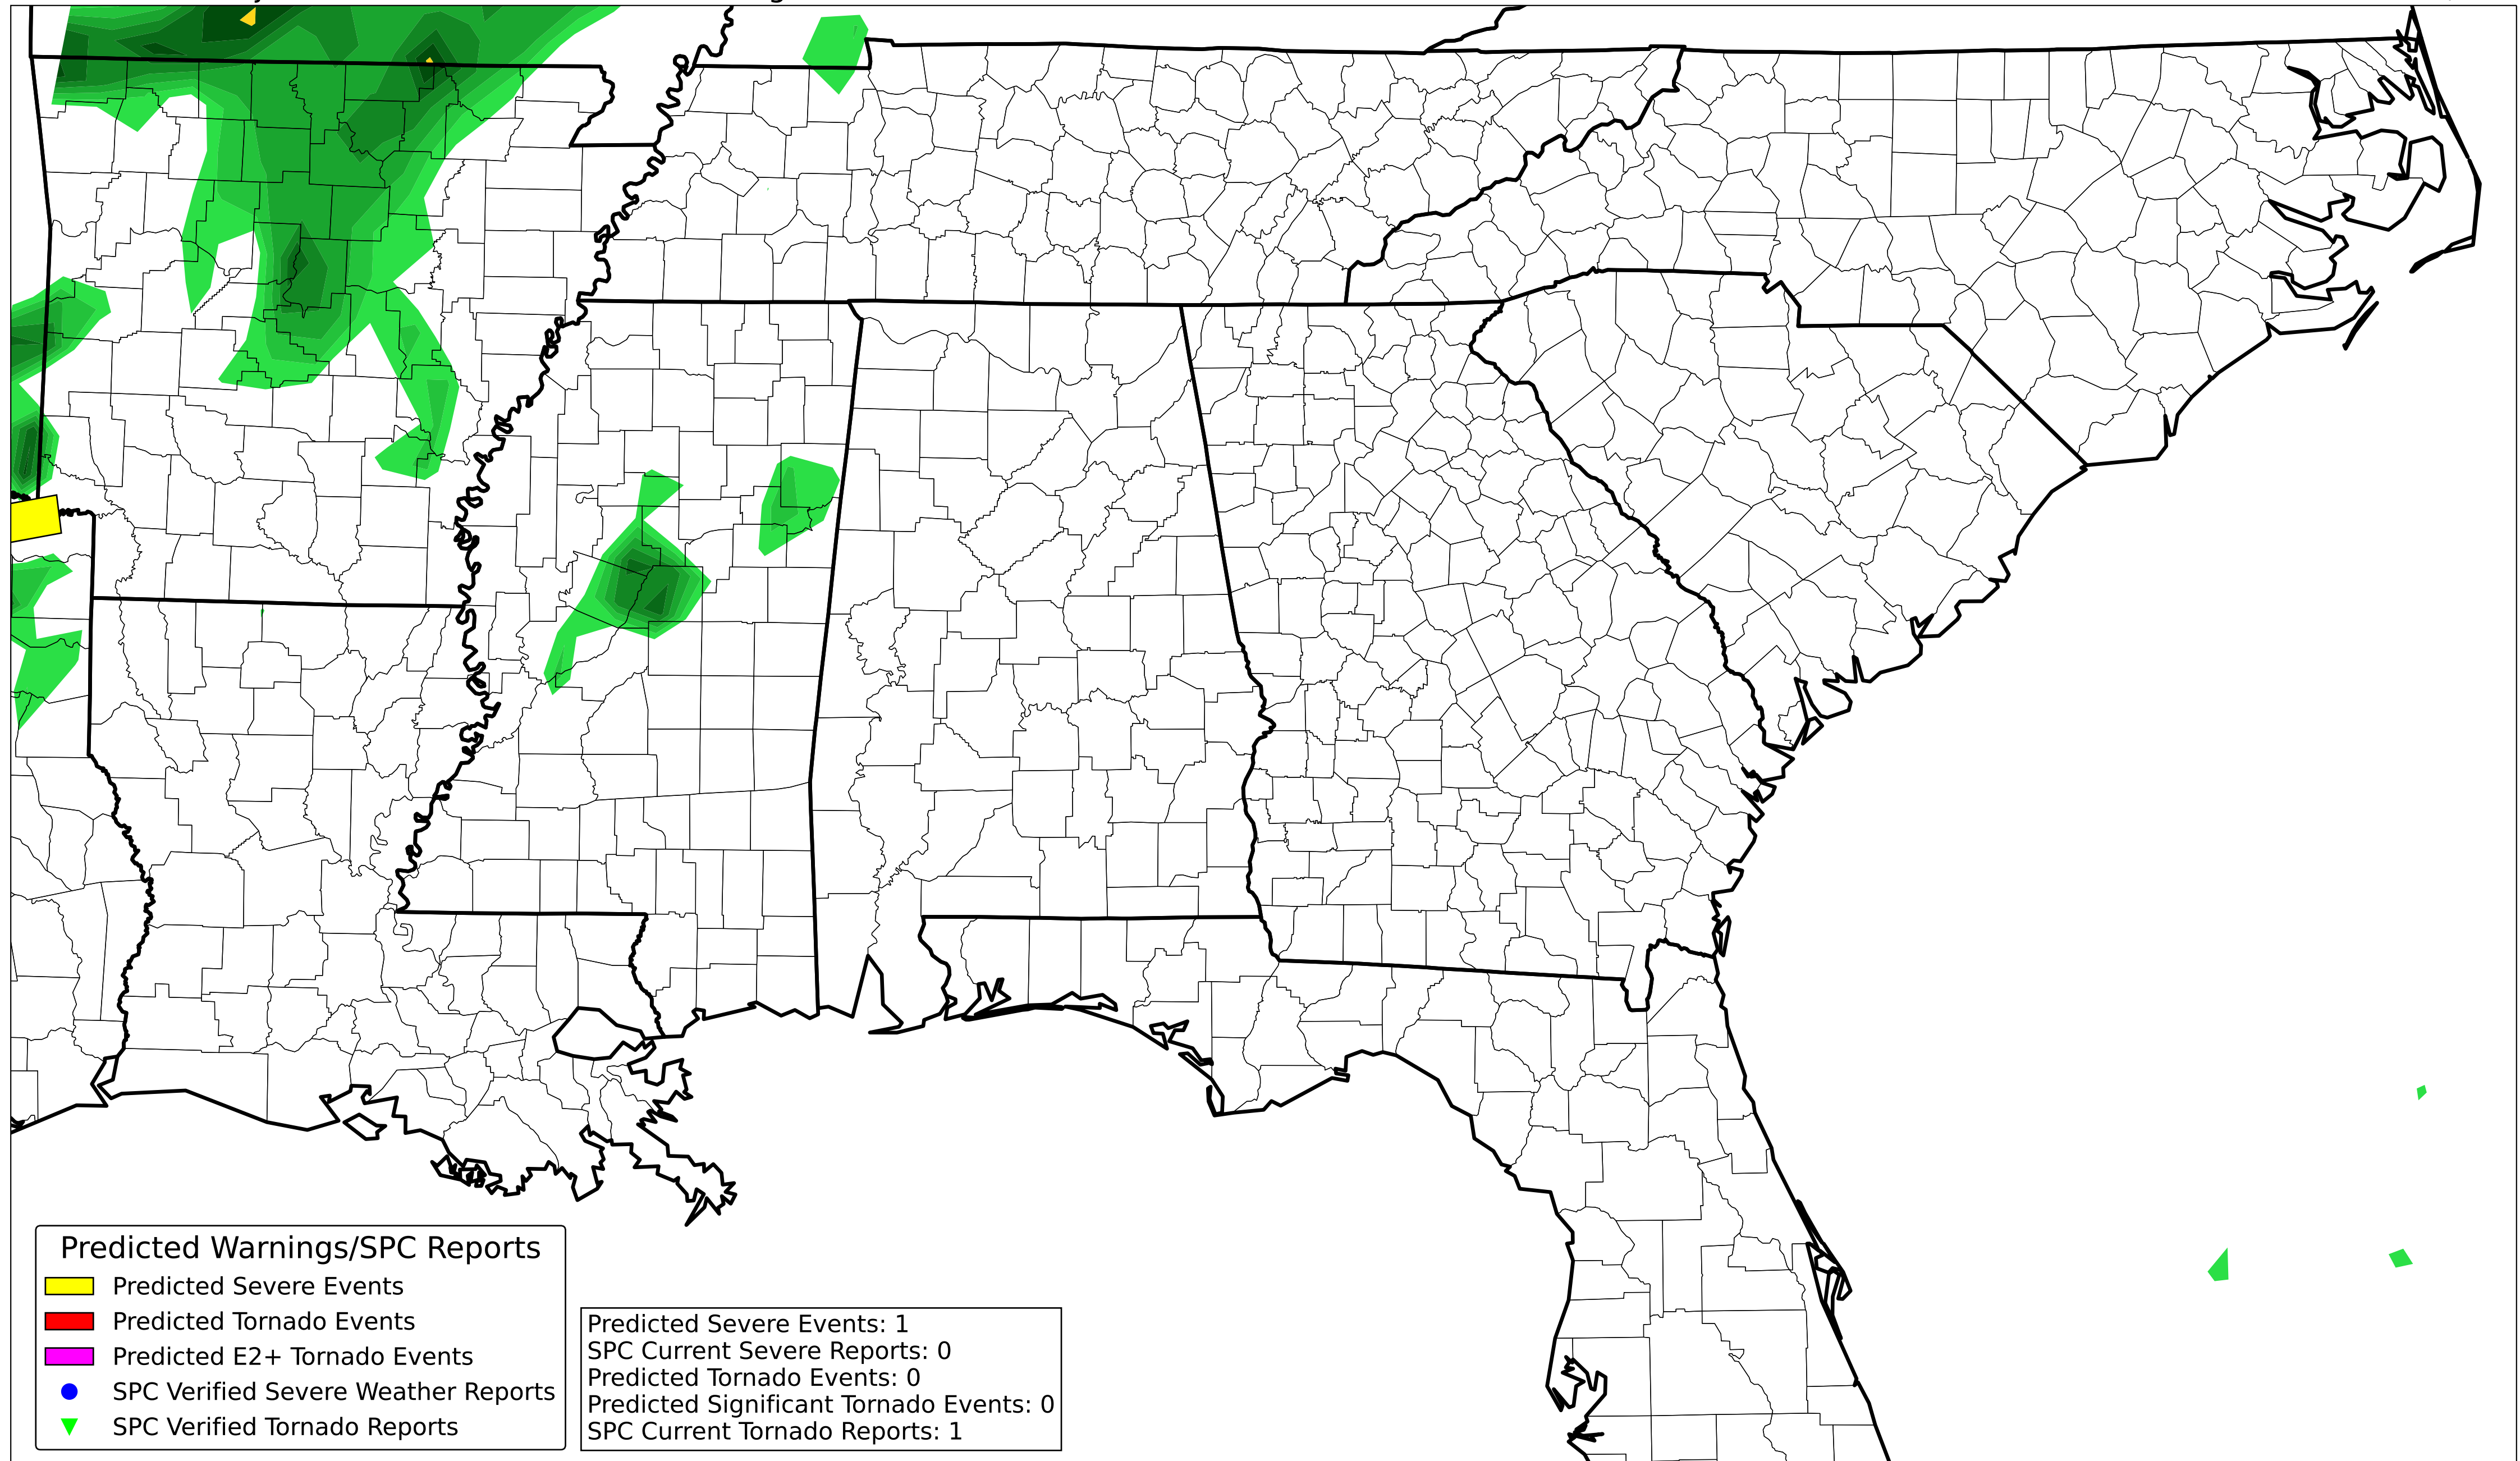 Predicted Warnings/SPC Reports
Predicted Severe Events
Predicted Tornado Events
Predicted E2+ Tornado Events
SPC Verified Severe Weather Reports
SPC Verified Tornado Reports
Predicted Severe Events: 1
SPC Current Severe Reports: 0
Predicted Tornado Events: 0
Predicted Significant Tornado Events: 0
SPC Current Tornado Reports: 1